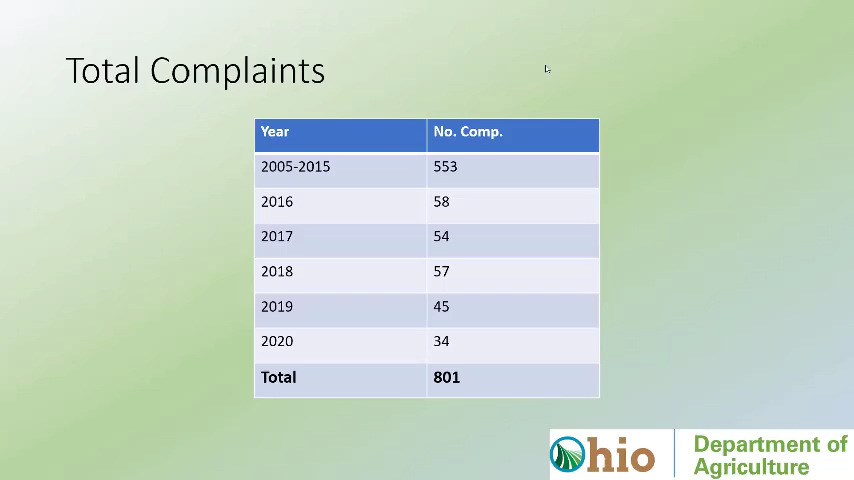 Total Complaints
Year No. Comp.
2005-2015 553
2016 58
2017 54
2018 57
2019 45
2020 34
Total 801
Ohio Department of
Agriculture